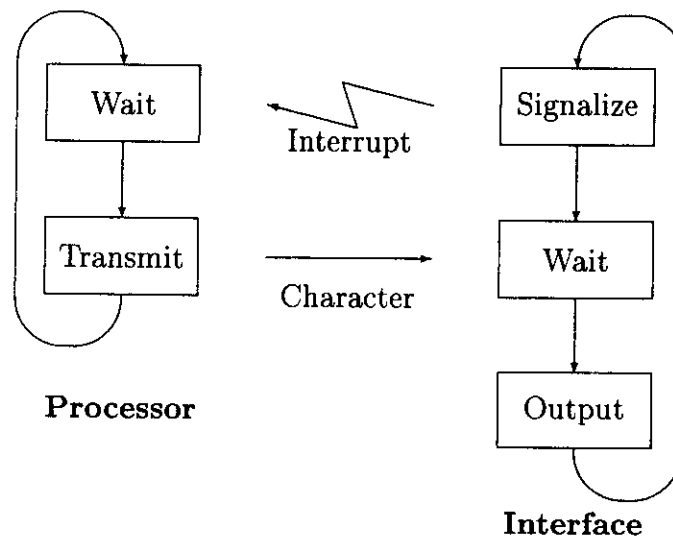 Wait
Signalize
Interrupt
Transmit
Wait
Character
Processor
Output
Interface